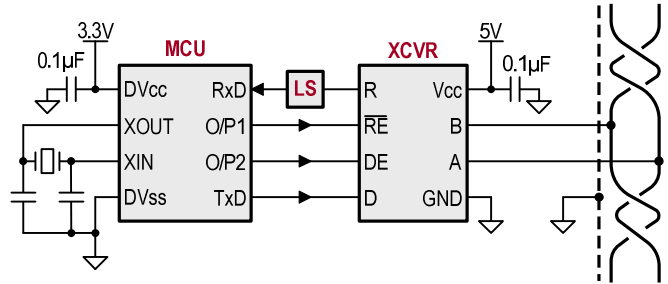 3.3V
MCU
XCVR
5V
0.1µF
0.1µF
DVcc
RxD
LS
R
Vcc
XOUT
O/P1
RE
B
XIN
O/P2
DE
A
DVss
TxD
D
GND